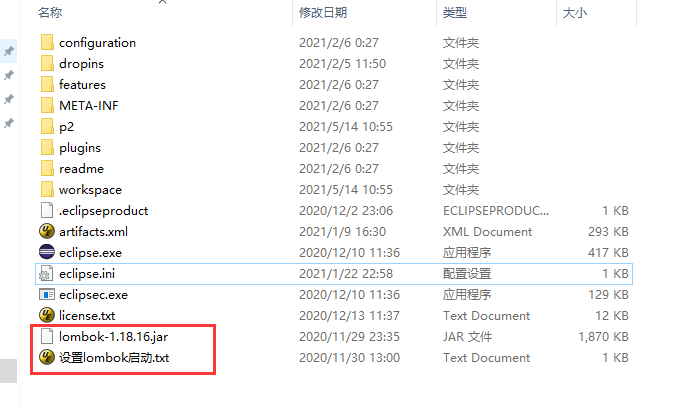 名称 修改日期 类型 大小
configuration 2021/2/6 0:27 文件夹
dropins 2021/2/5 11:50 文件夹
features 2021/2/6 0:27 文件夹
META-INF 2021/2/6 0:27 文件夹
p2 2021/5/14 10:55 文件夹
plugins 2021/2/6 0:27 文件夹
readme 2021/2/6 0:27 文件夹
workspace 2021/5/14 10:55 文件夹
.eclipseproduct 2020/12/2 23:06 ECLIPSEPRODUC... 1 KB
artifacts.xml 2021/1/9 16:30 XML Document 293 KB
eclipse.exe 2020/12/10 11:36 应用程序 417 KB
eclipse.ini 2021/1/22 22:58 配置设置 1 KB
eclipsec.exe 2020/12/10 11:36 应用程序 129 KB
license.txt 2020/12/13 11:37 Text Document 12 KB
lombok-1.18.16.jar 2020/11/29 23:35 JAR 文件 1,870 KB
设置lombok启动.txt 2020/11/30 13:00 Text Document 1 KB